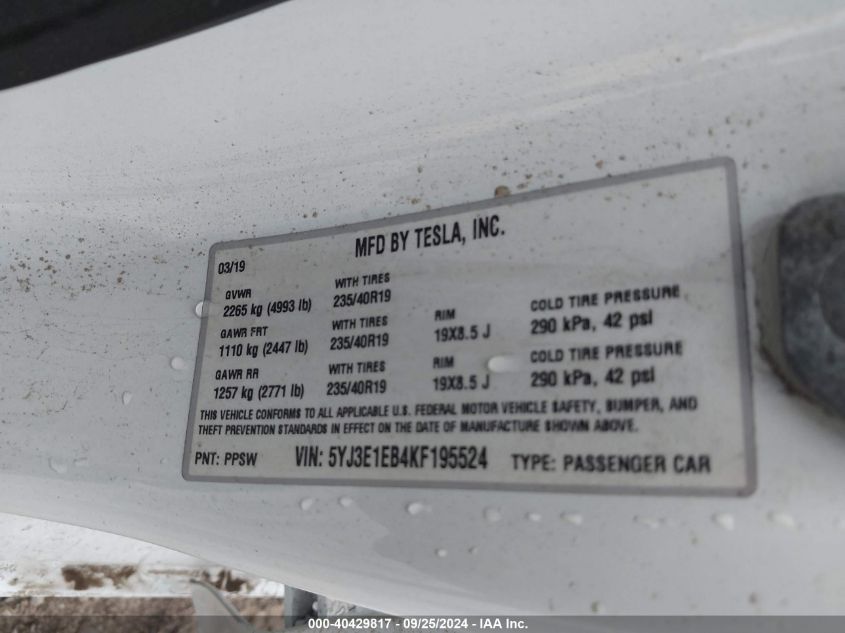 MFD BY TESLA, INC.
03/19
GVWR WITH TIRES
2265 kg (4993 lb) 235/40R19
GAWR FRT WITH TIRES RIM COLD TIRE PRESSURE
1110 kg (2447 lb) 235/40R19 19X8.5 J 290 kPa, 42 psi
GAWR RR WITH TIRES RIM COLD TIRE PRESSURE
1257 kg (2771 lb) 235/40R19 19X8.5 J 290 kPa, 42 psi
THIS VEHICLE CONFORMS TO ALL APPLICABLE U.S. FEDERAL MOTOR VEHICLE SAFETY, BUMPER, AND
THEFT PREVENTION STANDARDS IN EFFECT ON THE DATE OF MANUFACTURE SHOWN ABOVE.
PNT: PPSW VIN: 5YJ3E1EB4KF195524 TYPE: PASSENGER CAR
000-40429817 - 09/25/2024 - IAA Inc.